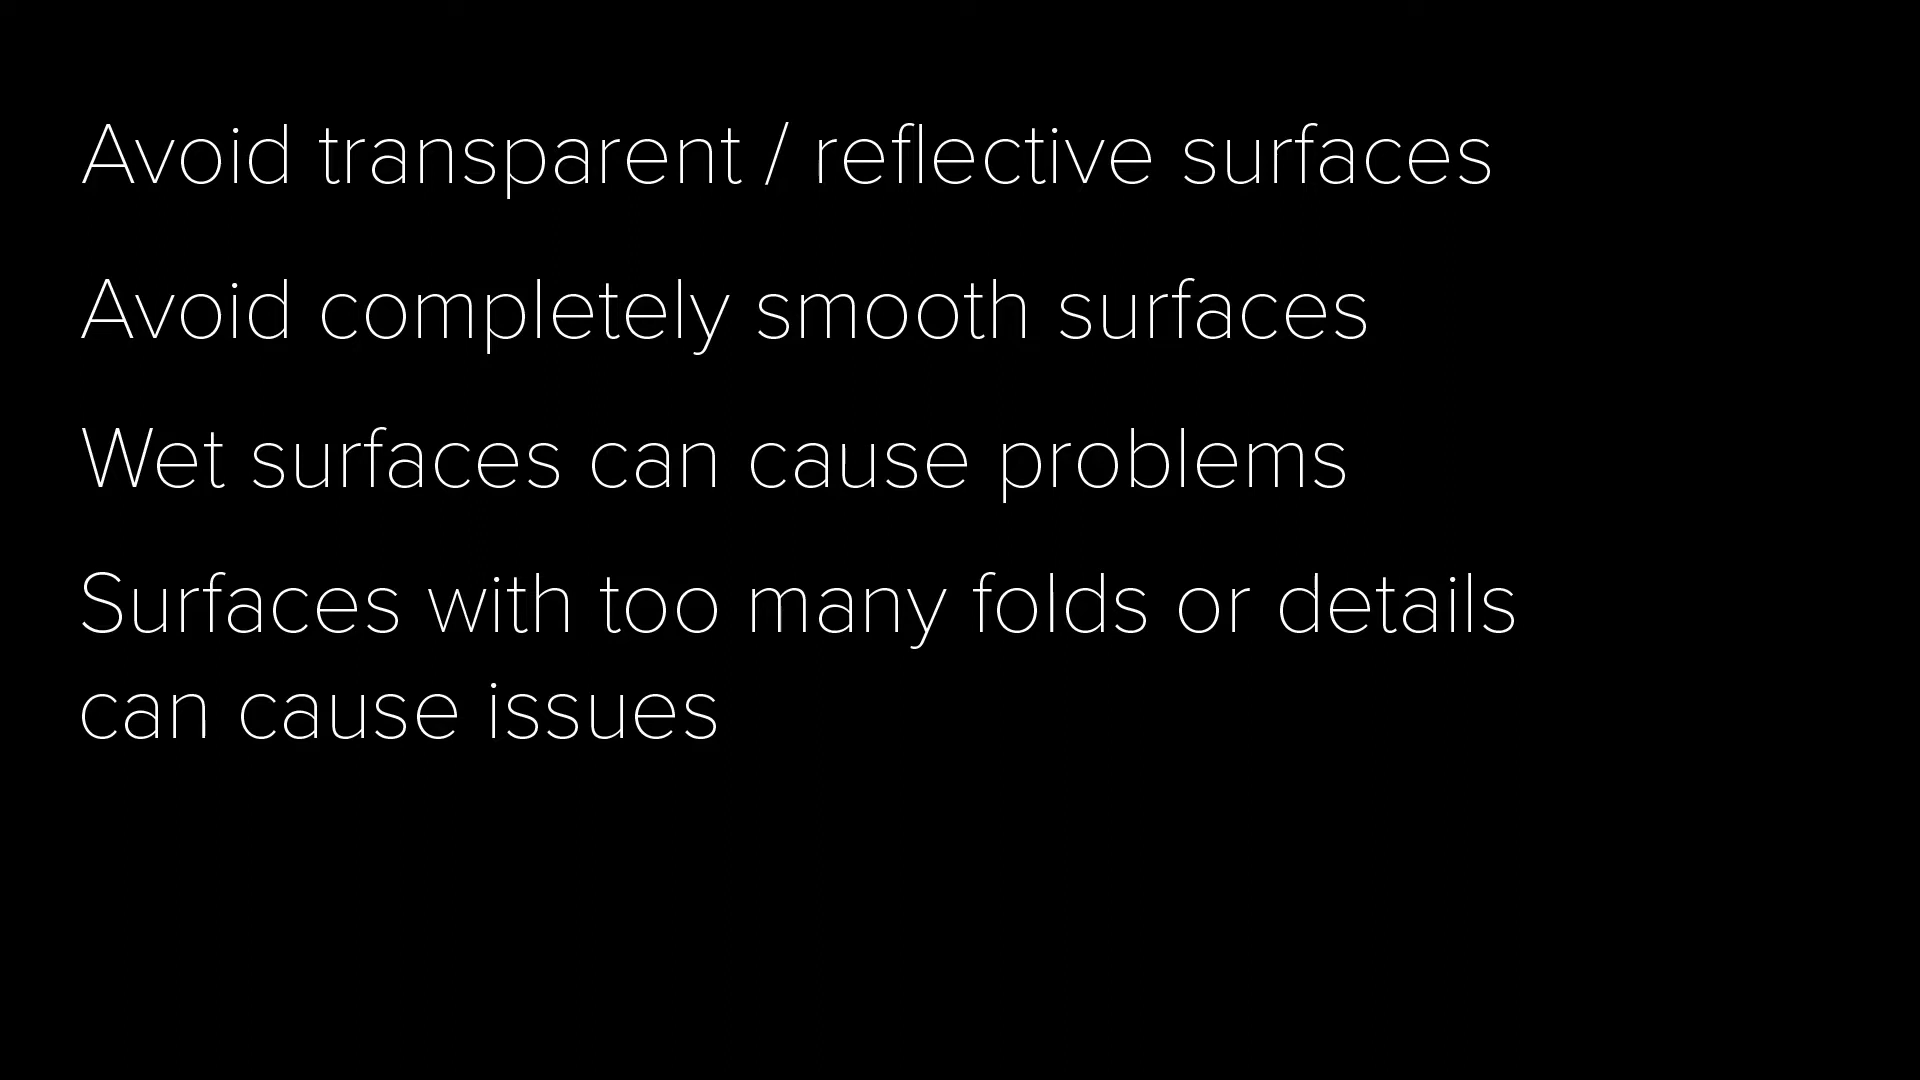 Avoid transparent / reflective surfaces
Avoid completely smooth surfaces
Wet surfaces can cause problems
Surfaces with too many folds or details
can cause issues